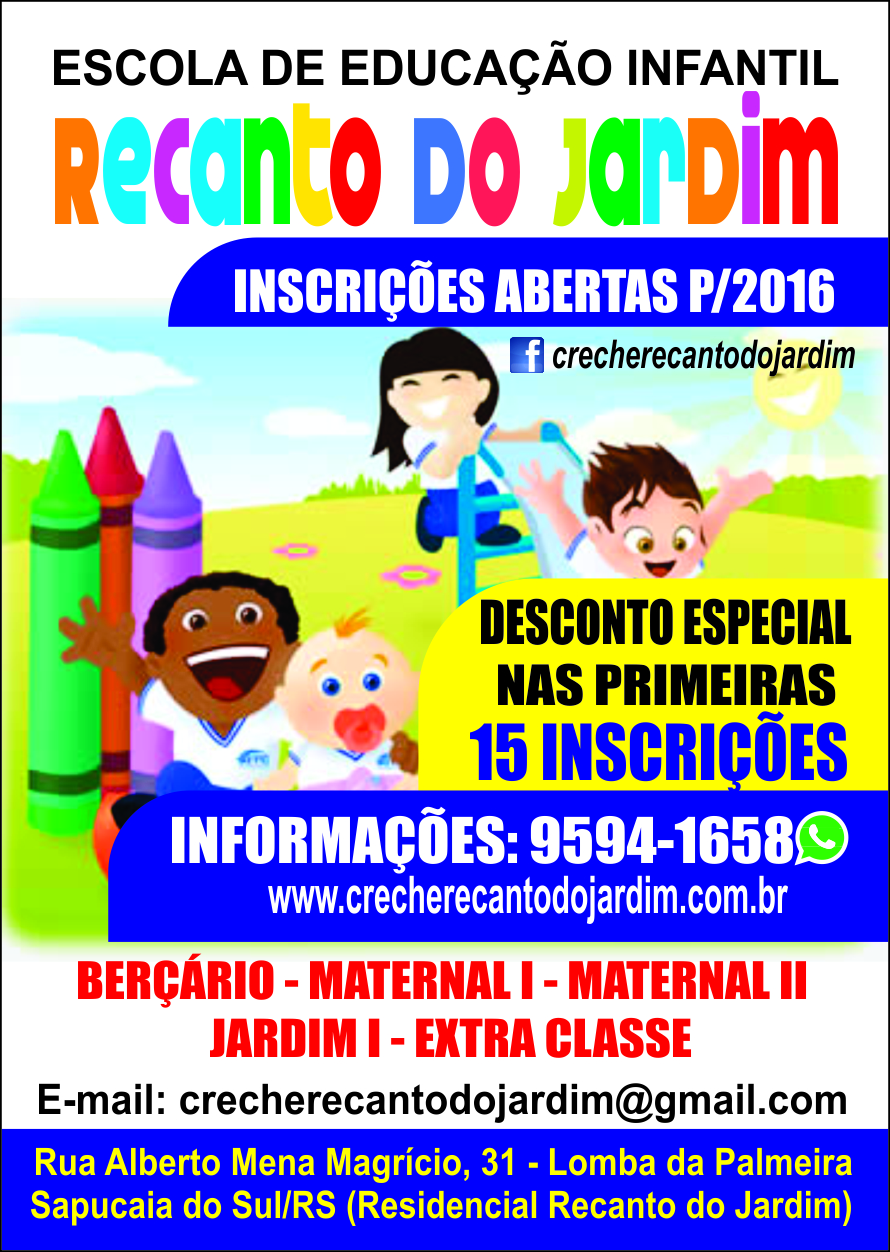 ESCOLA DE EDUCAÇÃO INFANTIL
Recanto Do Jardim
INSCRIÇÕES ABERTAS P/2016
f crecherecantodojardim
DESCONTO ESPECIAL
NAS PRIMEIRAS
15 INSCRIÇÕES
INFORMAÇÕES: 9594-1658
www.crecherecantodojardim.com.br
BERÇÁRIO - MATERNAL I - MATERNAL II
JARDIM I - EXTRA CLASSE
E-mail: crecherecantodojardim@gmail.com
Rua Alberto Mena Magrício, 31 - Lomba da Palmeira
Sapucaia do Sul/RS (Residencial Recanto do Jardim)